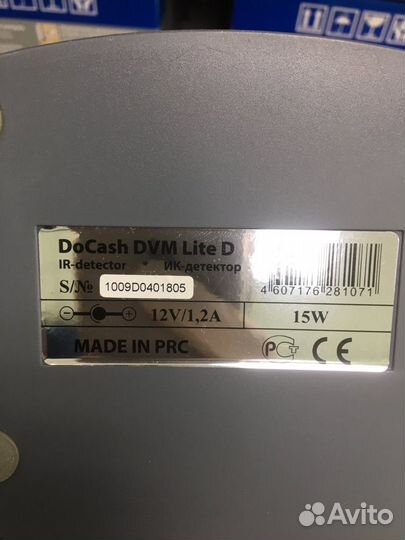 DoCash DVM Lite D
IR-detector * ИК-детектор
4 607176 281071
S/№ 1009D0401805
12V/1,2A 15W
MADE IN PRC PCT CE
Avito